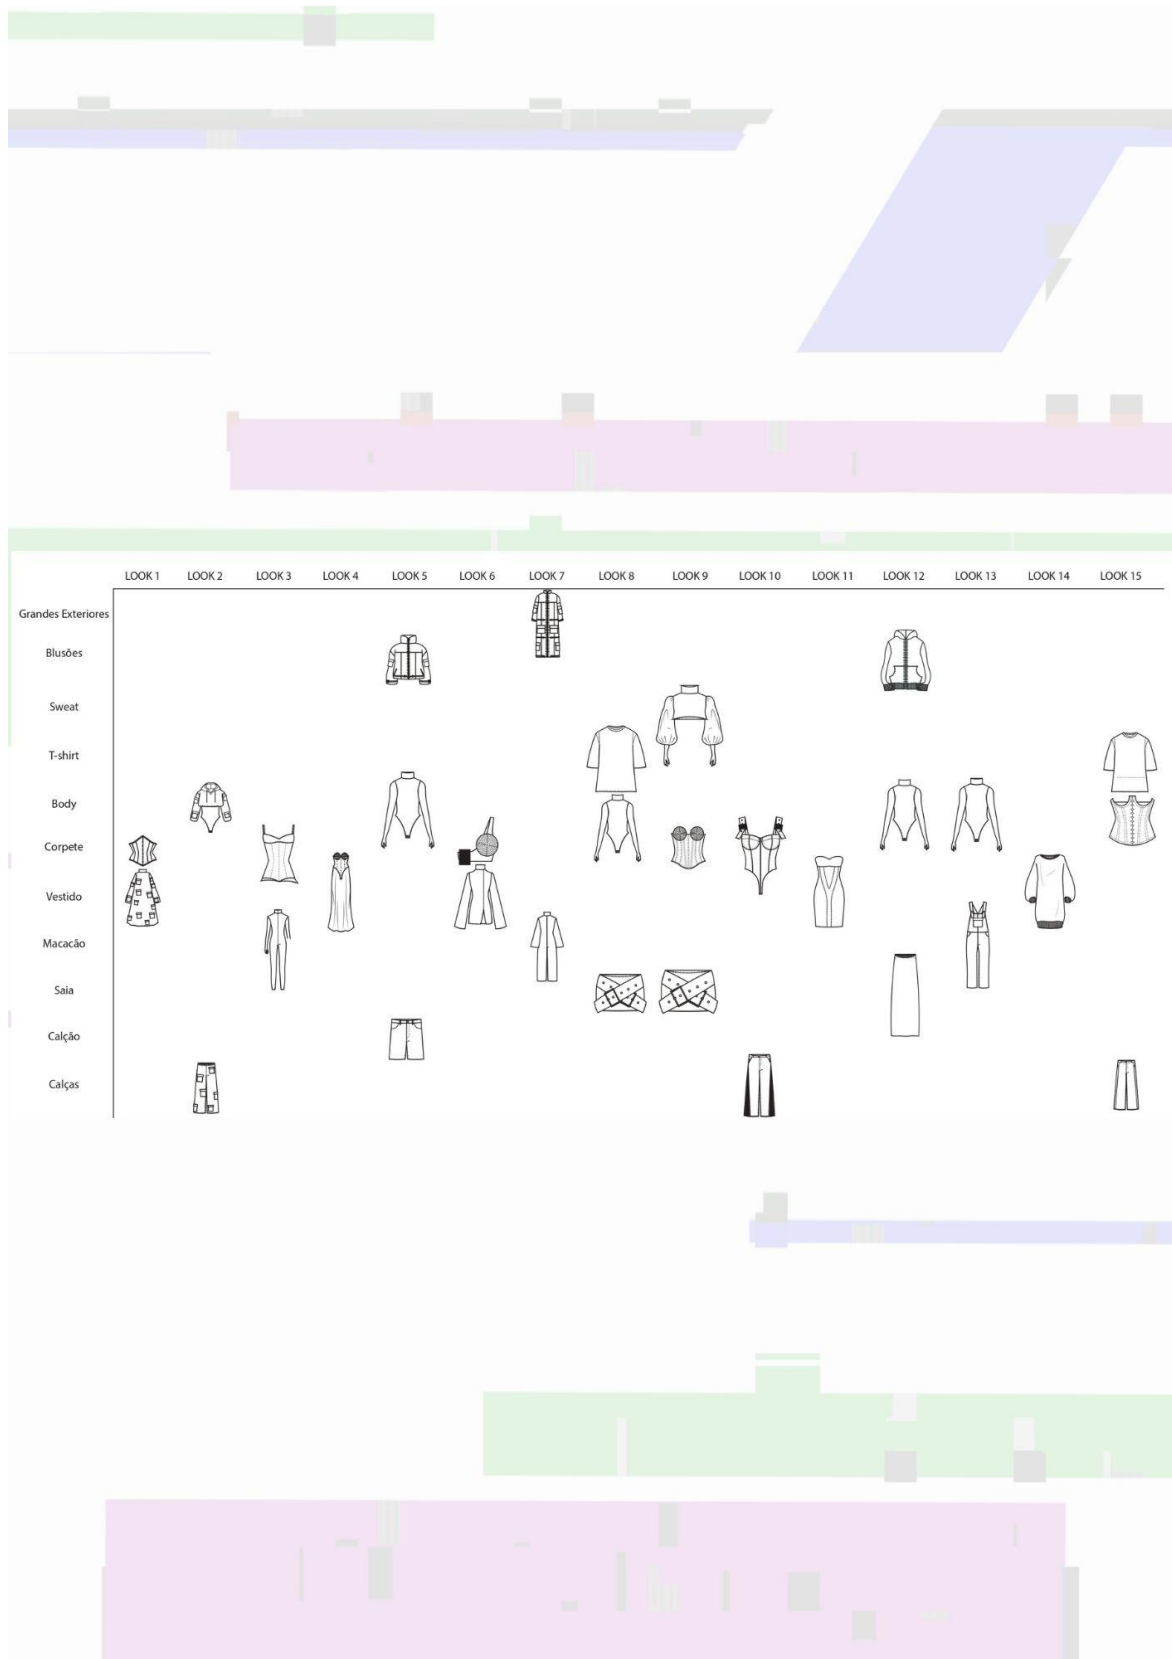 LOOK 1 LOOK 2 LOOK 3 LOOK 4 LOOK 5 LOOK 6 LOOK 7 LOOK 8 LOOK 9 LOOK 10 LOOK 11 LOOK 12 LOOK 13 LOOK 14 LOOK 15
Grandes Exteriores
Blusões
Sweat
T-shirt
Body
Corpete
Vestido
Macacão
Saia
Calção
Calças